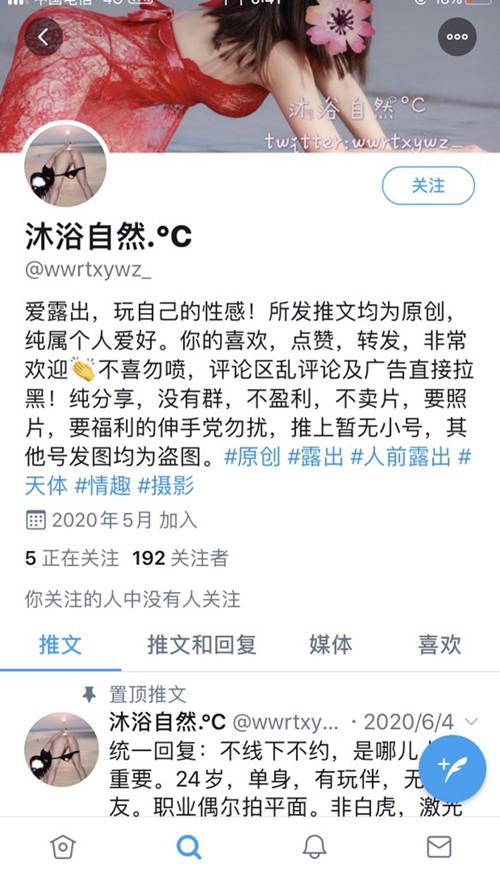 沐浴自然°C
twitter:wwrtxywz_
关注
沐浴自然.°C
@wwrtxywz_
爱露出，玩自己的性感！所发推文均为原创，
纯属个人爱好。你的喜欢，点赞，转发，非常
欢迎👏不喜勿喷，评论区乱评论及广告直接拉
黑！纯分享，没有群，不盈利，不卖片，要照
片，要福利的伸手党勿扰，推上暂无小号，其
他号发图均为盗图。#原创 #露出 #人前露出 #
天体 #情趣 #摄影
2020年5月 加入
5 正在关注 192 关注者
你关注的人中没有人关注
推文 推文和回复 媒体 喜欢
置顶推文
沐浴自然.°C @wwrtxy... · 2020/6/4
统一回复：不线下不约，是哪儿
重要。24岁，单身，有玩伴，无
友。职业偶尔拍平面。非白虎，激光